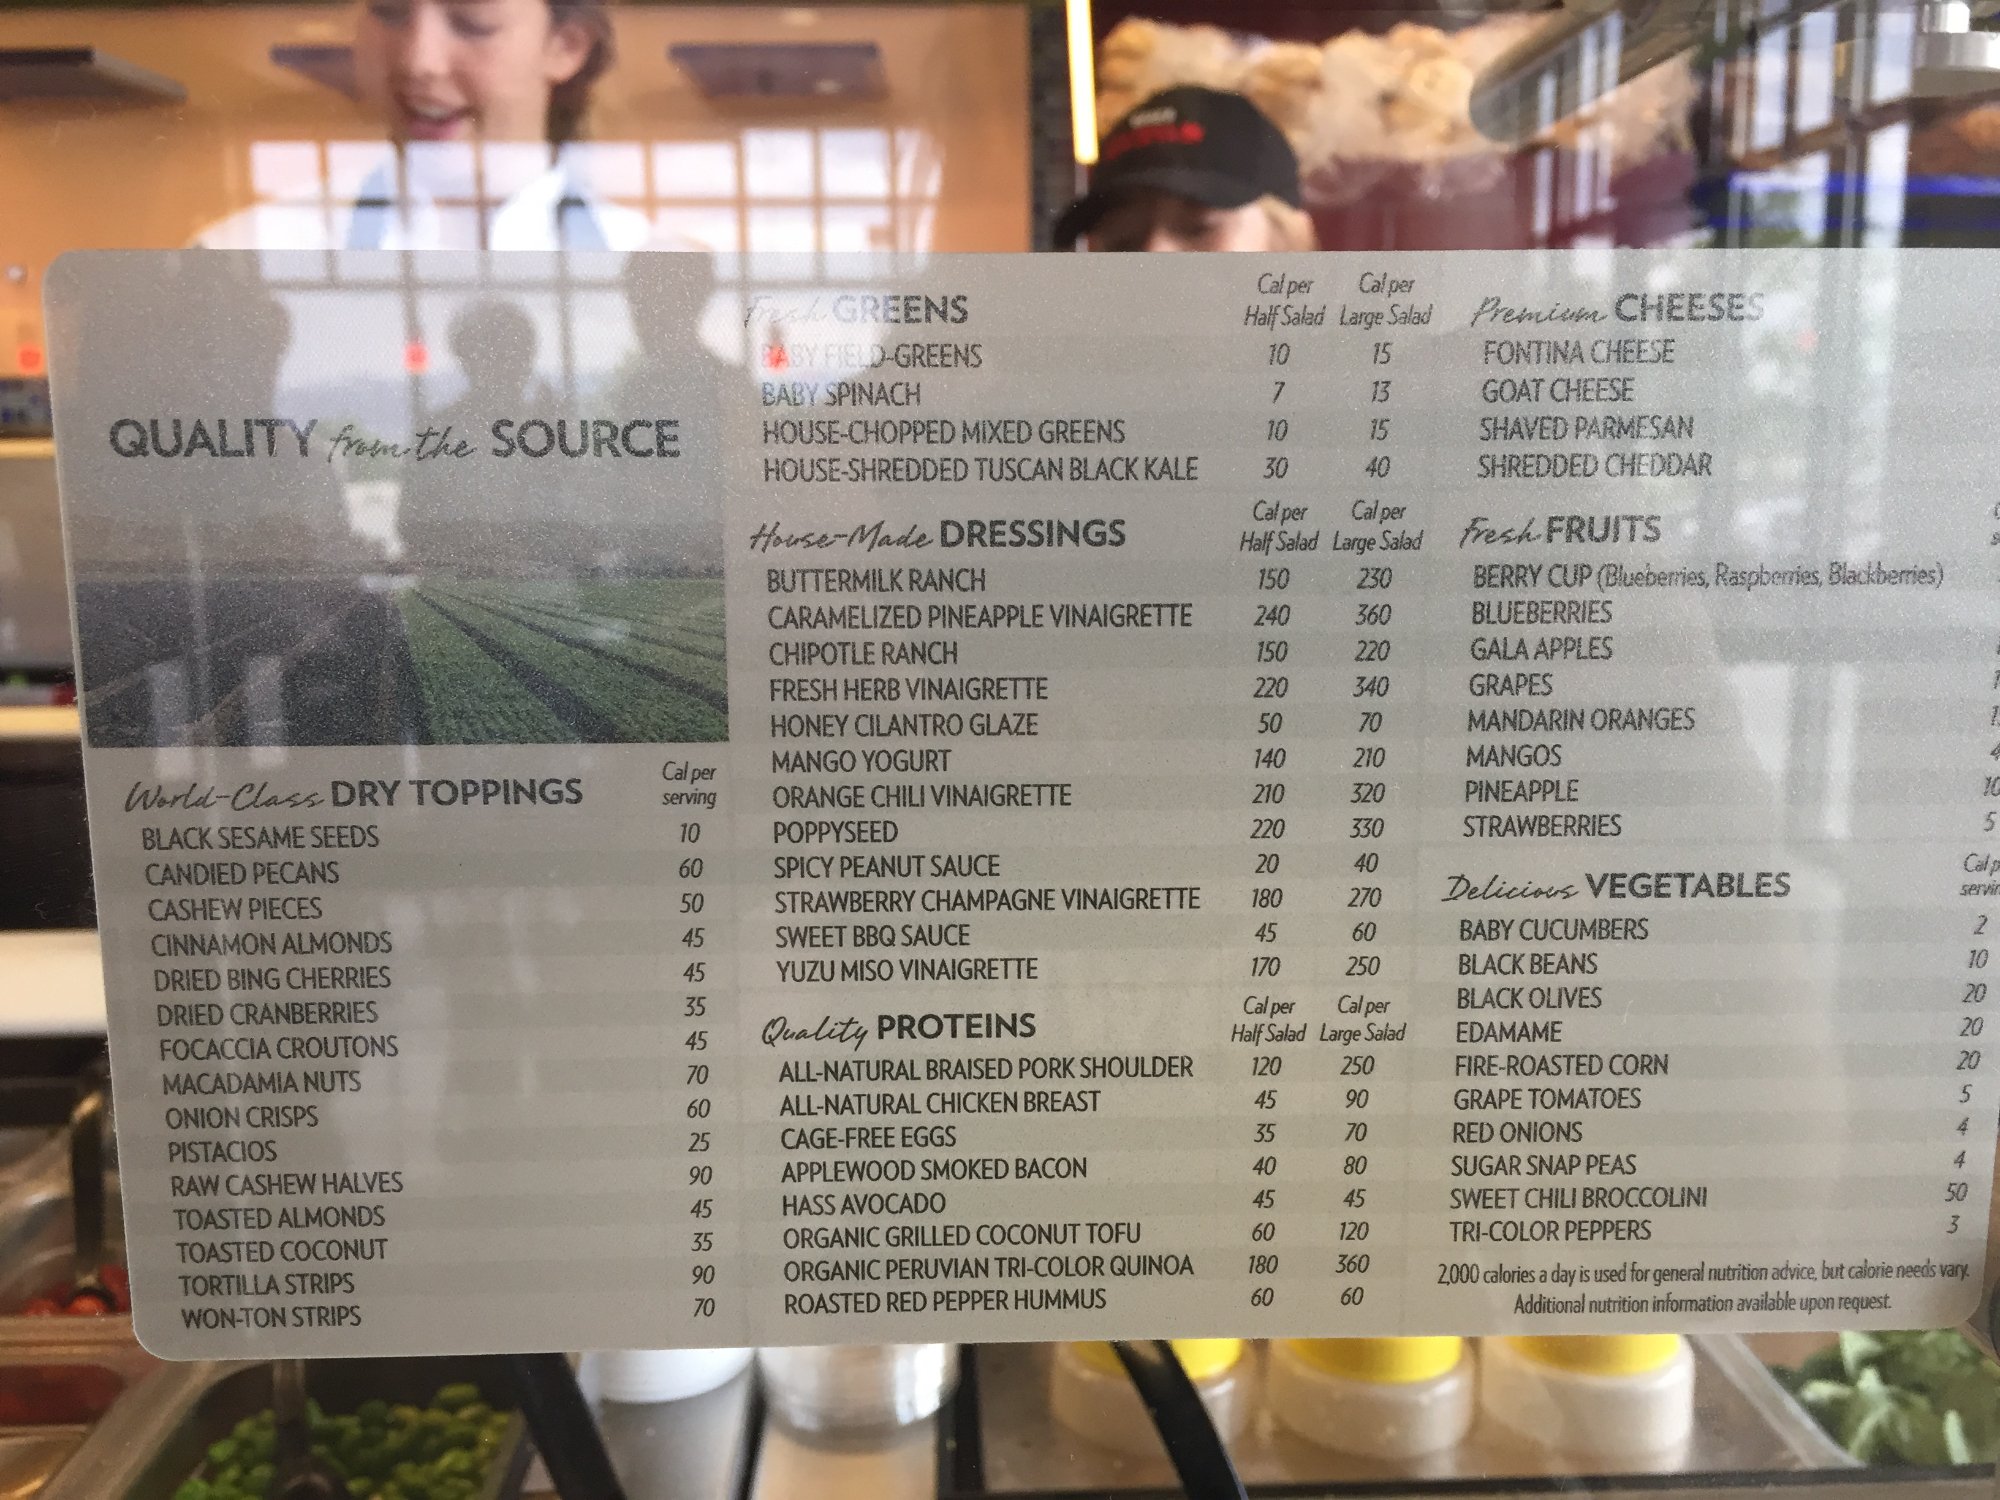 QUALITY from the SOURCE
World-Class DRY TOPPINGS Cal per serving
BLACK SESAME SEEDS 10
CANDIED PECANS 60
CASHEW PIECES 50
CINNAMON ALMONDS 45
DRIED BING CHERRIES 45
DRIED CRANBERRIES 35
FOCACCIA CROUTONS 45
MACADAMIA NUTS 70
ONION CRISPS 60
PISTACIOS 25
RAW CASHEW HALVES 90
TOASTED ALMONDS 45
TOASTED COCONUT 35
TORTILLA STRIPS 90
WON-TON STRIPS 70
Fresh GREENS Cal per Half Salad Cal per Large Salad
BABY FIELD-GREENS 10 15
BABY SPINACH 7 13
HOUSE-CHOPPED MIXED GREENS 10 15
HOUSE-SHREDDED TUSCAN BLACK KALE 30 40
House-Made DRESSINGS Cal per Half Salad Cal per Large Salad
BUTTERMILK RANCH 150 230
CARAMELIZED PINEAPPLE VINAIGRETTE 240 360
CHIPOTLE RANCH 150 220
FRESH HERB VINAIGRETTE 220 340
HONEY CILANTRO GLAZE 50 70
MANGO YOGURT 140 210
ORANGE CHILI VINAIGRETTE 210 320
POPPYSEED 220 330
SPICY PEANUT SAUCE 20 40
STRAWBERRY CHAMPAGNE VINAIGRETTE 180 270
SWEET BBQ SAUCE 45 60
YUZU MISO VINAIGRETTE 170 250
Quality PROTEINS Cal per Half Salad Cal per Large Salad
ALL-NATURAL BRAISED PORK SHOULDER 120 250
ALL-NATURAL CHICKEN BREAST 45 90
CAGE-FREE EGGS 35 70
APPLEWOOD SMOKED BACON 40 80
HASS AVOCADO 45 45
ORGANIC GRILLED COCONUT TOFU 60 120
ORGANIC PERUVIAN TRI-COLOR QUINOA 180 360
ROASTED RED PEPPER HUMMUS 60 60
Premium CHEESES
FONTINA CHEESE
GOAT CHEESE
SHAVED PARMESAN
SHREDDED CHEDDAR
Fresh FRUITS
BERRY CUP (Blueberries, Raspberries, Blackberries)
BLUEBERRIES
GALA APPLES
GRAPES
MANDARIN ORANGES
MANGOS
PINEAPPLE
STRAWBERRIES
Delicious VEGETABLES Cal
BABY CUCUMBERS 2
BLACK BEANS 10
BLACK OLIVES 20
EDAMAME 20
FIRE-ROASTED CORN 20
GRAPE TOMATOES 5
RED ONIONS 4
SUGAR SNAP PEAS 4
SWEET CHILI BROCCOLINI 50
TRI-COLOR PEPPERS 3
2,000 calories a day is used for general nutrition advice, but calorie needs vary.
Additional nutrition information available upon request.